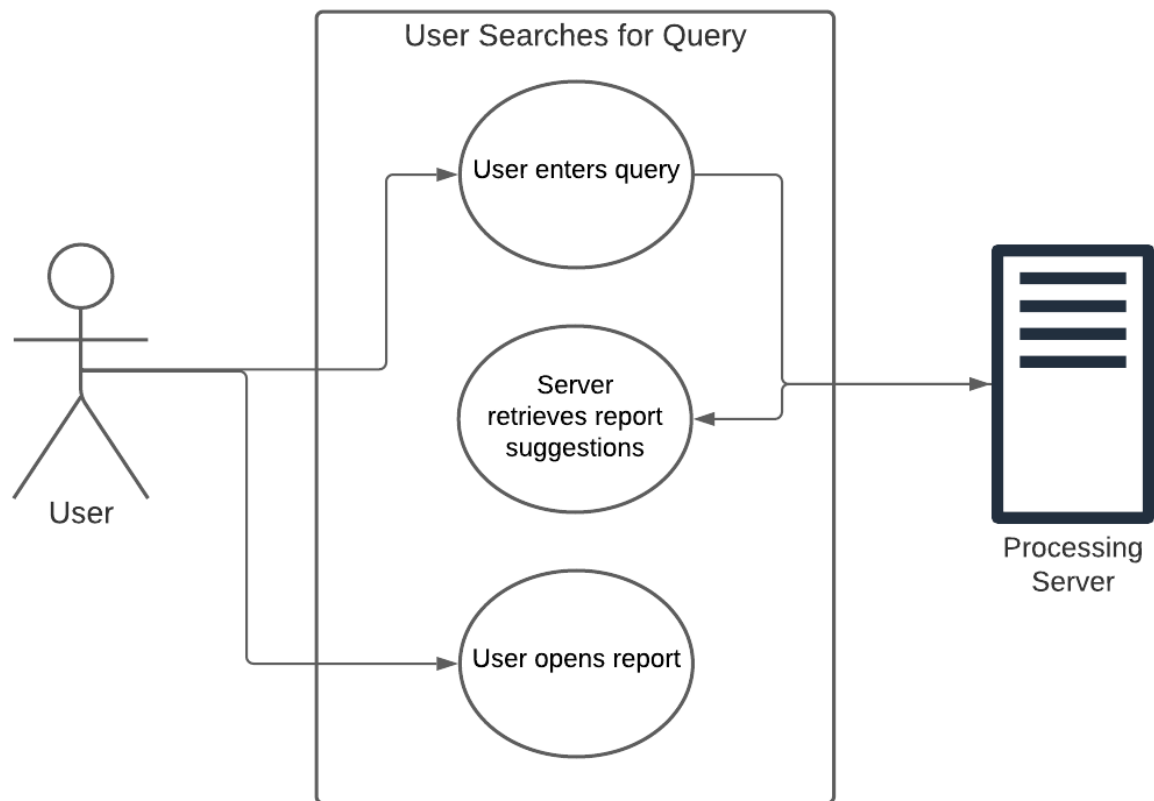 User Searches for Query
User enters query
Server
retrieves report
suggestions
User
Processing
Server
User opens report